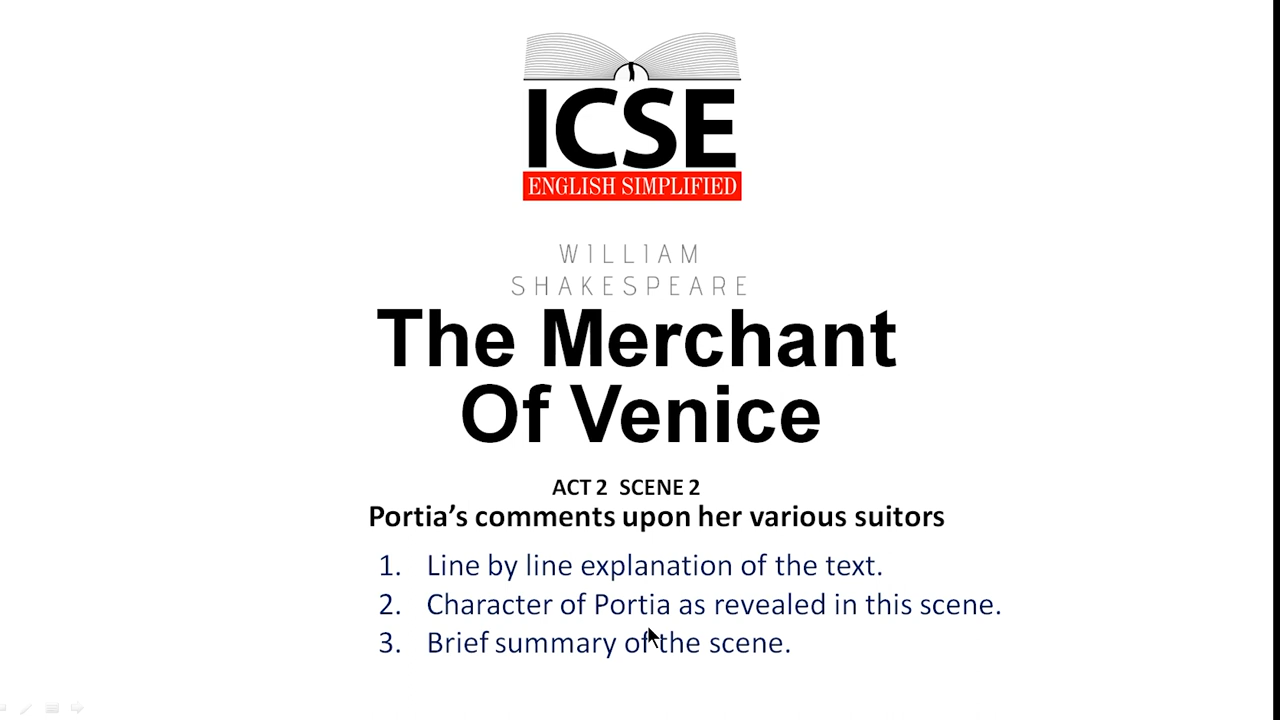 ICSE
ENGLISH SIMPLIFIED
WILLIAM
SHAKESPEARE
The Merchant
Of Venice
ACT 2 SCENE 2
Portia's comments upon her various suitors
1. Line by line explanation of the text.
2. Character of Portia as revealed in this scene.
3. Brief summary of the scene.